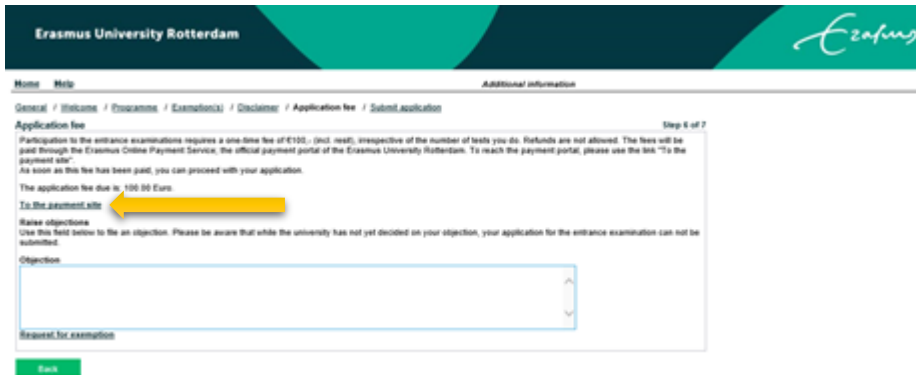 Erasmus University Rotterdam
Erasmus
Home Help Additional information
General / Welcome / Programme / Exemption(s) / Disclaimer / Application fee / Submit application
Application fee Step 6 of 7
Participation to the entrance examinations requires a one-time fee of €100,- (incl. resit), irrespective of the number of tests you do. Refunds are not allowed. The fees will be
paid through the Erasmus Online Payment Service, the official payment portal of the Erasmus University Rotterdam. To reach the payment portal, please use the link "To the
payment site".
As soon as this fee has been paid, you can proceed with your application.
The application fee due is: 100.00 Euro.
To the payment site
Raise objections
Use this field below to file an objection. Please be aware that while the university has not yet decided on your objection, your application for the entrance examination can not be
submitted.
Objection
Request for exemption
Back